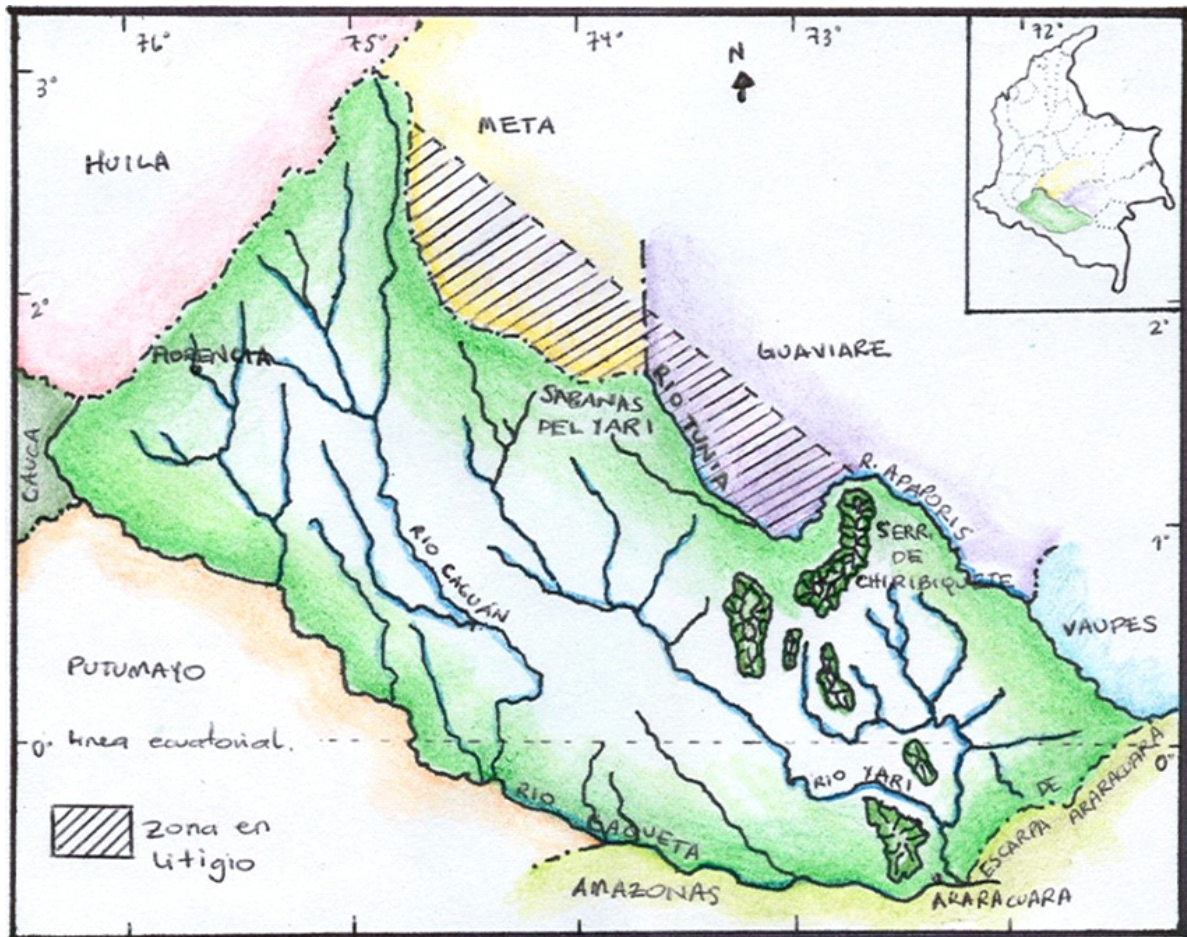 76°
75°
74°
73°
72°
3°
N
META
HUILA
2°
2°
FLORENCIA
GUAVIARE
SABANAS
DEL YARI
RIO TUNIA
R. APAPORIS
CAUCA
1°
SERR.
DE
CHIRIBIQUETE
RIO CAGUÁN
VAUPES
PUTUMAYO
0°
linea ecuatorial.
0°
RIO YARI
RIO CAQUETA
ESCARPA DE ARARACUARA
zona en
litigio
AMAZONAS
ARARACUARA